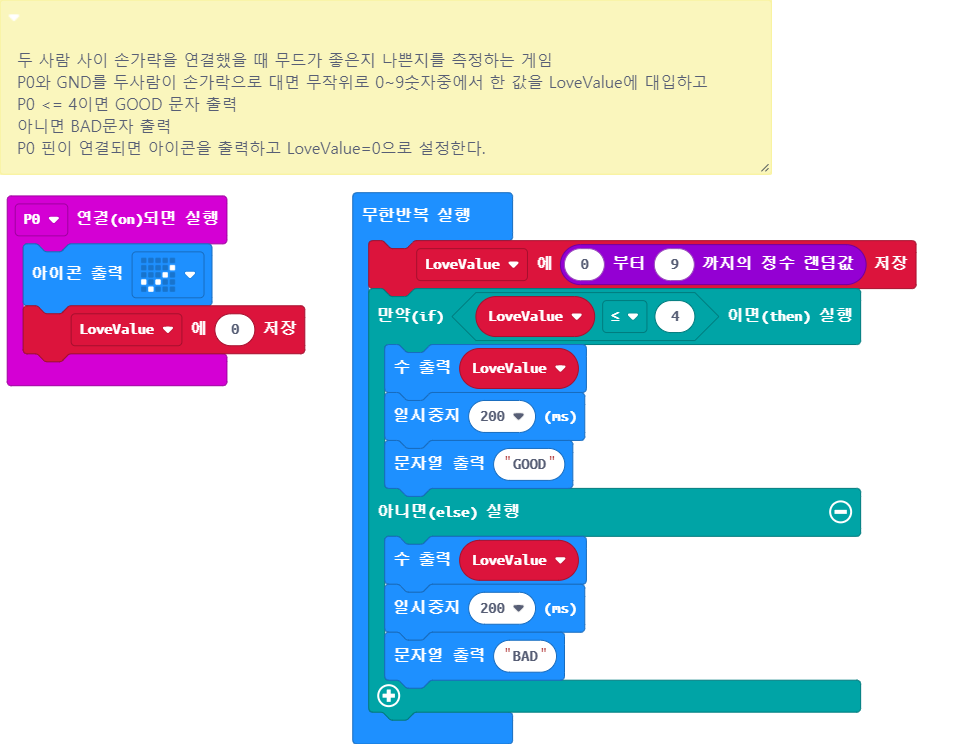 두 사람 사이 손가락을 연결했을 때 무드가 좋은지 나쁜지를 측정하는 게임
P0와 GND를 두사람이 손가락으로 대면 무작위로 0~9숫자중에서 한 값을 LoveValue에 대입하고
P0 <= 4이면 GOOD 문자 출력
아니면 BAD문자 출력
P0 핀이 연결되면 아이콘을 출력하고 LoveValue=0으로 설정한다.
P0 연결(on)되면 실행
아이콘 출력
LoveValue 에 0 저장
무한반복 실행
LoveValue 에 0 부터 9 까지의 정수 랜덤값 저장
만약(if) LoveValue ≤ 4 이면(then) 실행
수 출력 LoveValue
일시중지 200 (ms)
문자열 출력 "GOOD"
아니면(else) 실행
수 출력 LoveValue
일시중지 200 (ms)
문자열 출력 "BAD"